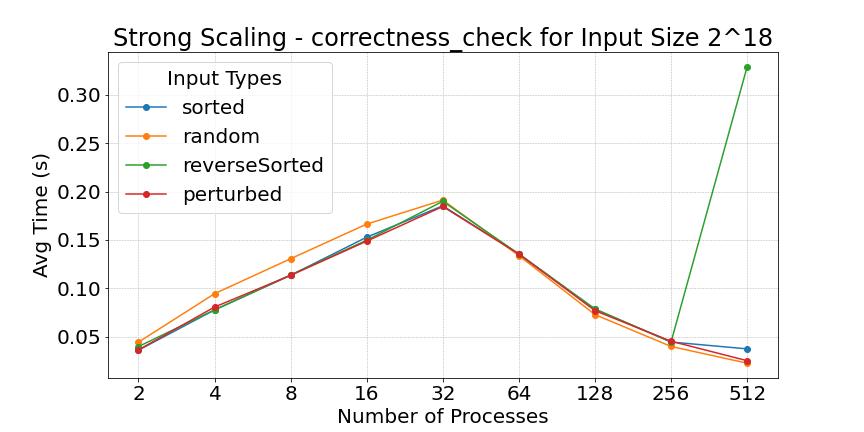 Strong Scaling - correctness_check for Input Size 2^18
Avg Time (s)
0.30
0.25
0.20
0.15
0.10
0.05
Input Types
sorted
random
reverseSorted
perturbed
2 4 8 16 32 64 128 256 512
Number of Processes